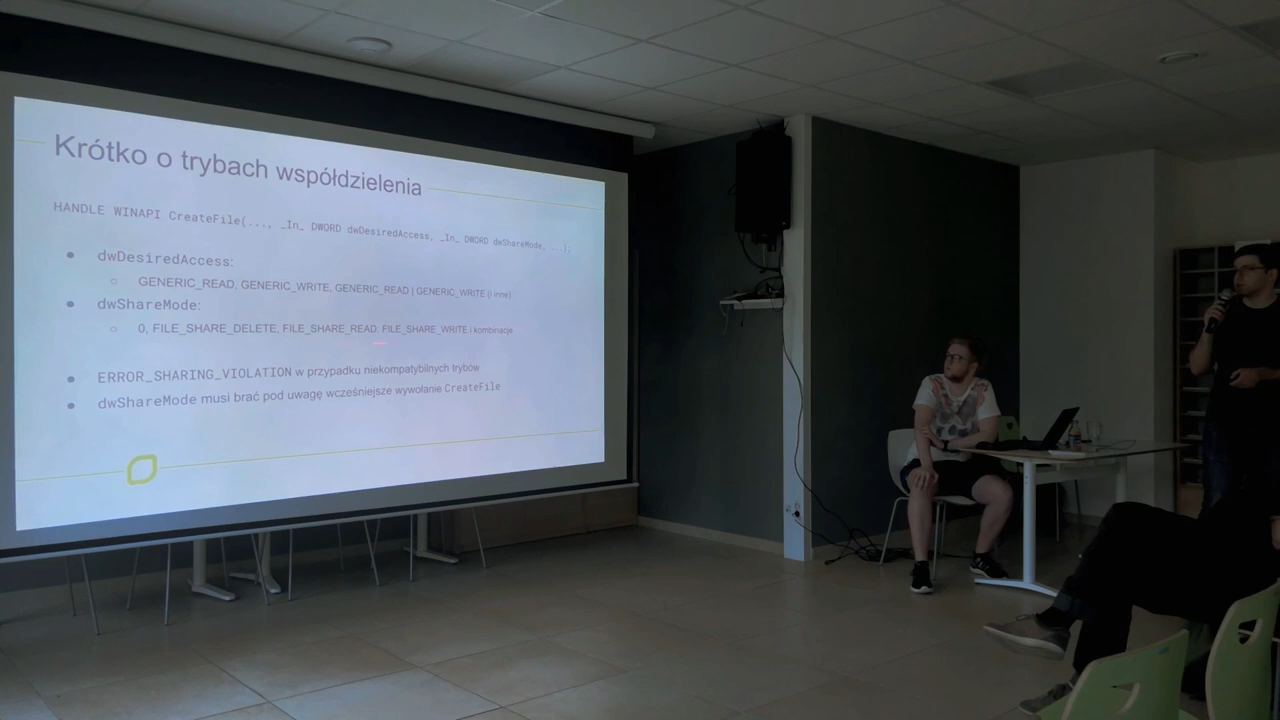 Krótko o trybach współdzielenia
HANDLE WINAPI CreateFile(..., _In_ DWORD dwDesiredAccess, _In_ DWORD dwShareMode, ...);
dwDesiredAccess:
GENERIC_READ, GENERIC_WRITE, GENERIC_READ | GENERIC_WRITE (i inne)
dwShareMode:
0, FILE_SHARE_DELETE, FILE_SHARE_READ, FILE_SHARE_WRITE i kombinacje
ERROR_SHARING_VIOLATION w przypadku niekompatybilnych trybów
dwShareMode musi brać pod uwagę wcześniejsze wywołanie CreateFile